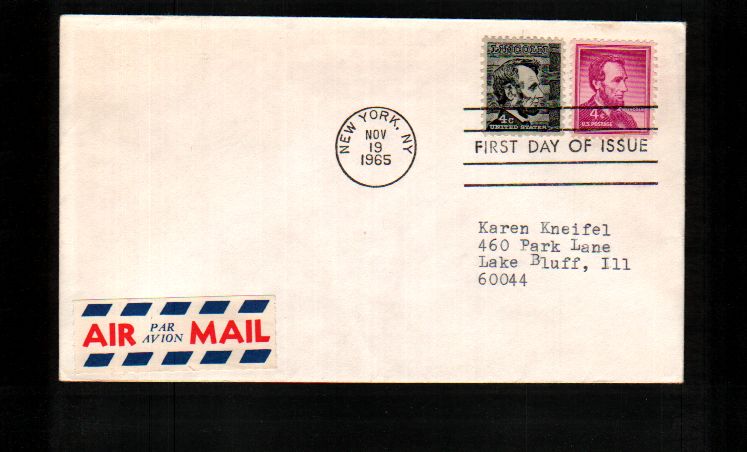 LINCOLN
4c
UNITED STATES
4c
U.S. POSTAGE
NEW YORK, NY
NOV
19
1965
FIRST DAY OF ISSUE
Karen Kneifel
460 Park Lane
Lake Bluff, Ill
60044
AIR PAR AVION MAIL